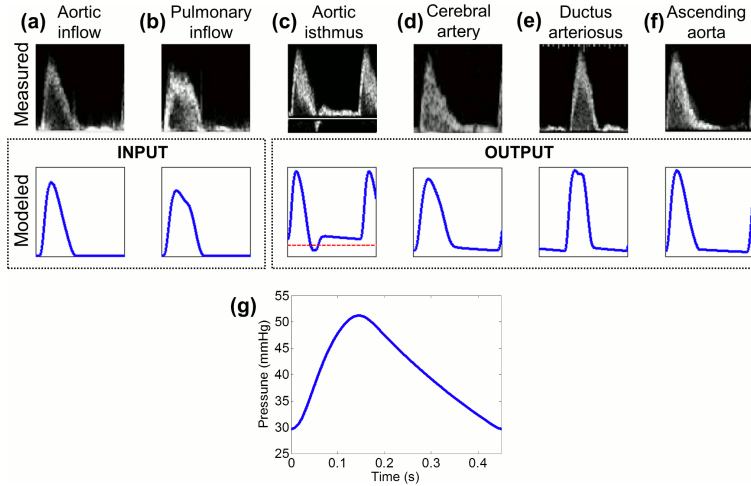 (a) Aortic inflow
(b) Pulmonary inflow
(c) Aortic isthmus
(d) Cerebral artery
(e) Ductus arteriosus
(f) Ascending aorta
Measured
INPUT
OUTPUT
Modeled
(g)
55
50
45
40
35
30
25
Pressune (mmHg)
0
0.1
0.2
0.3
0.4
Time (s)